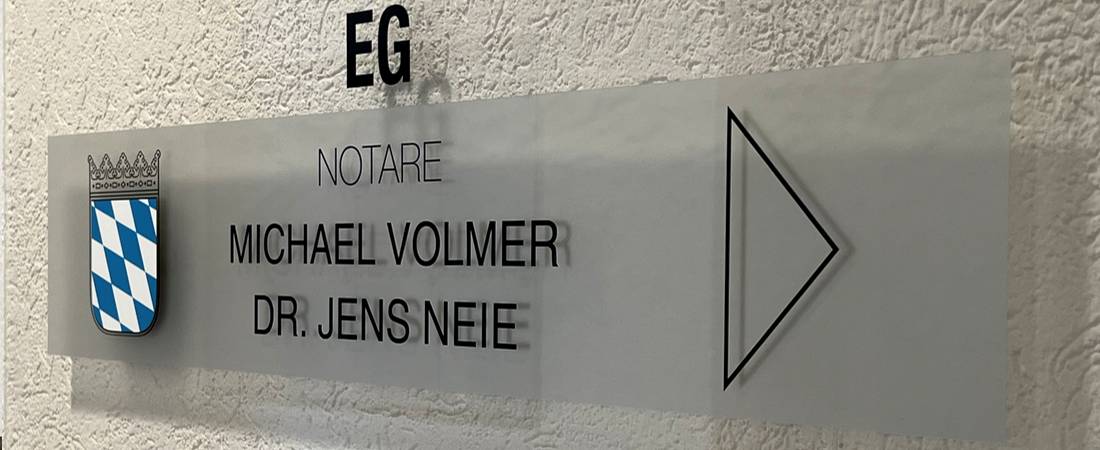 EG
NOTARE
MICHAEL VOLMER
DR. JENS NEIE